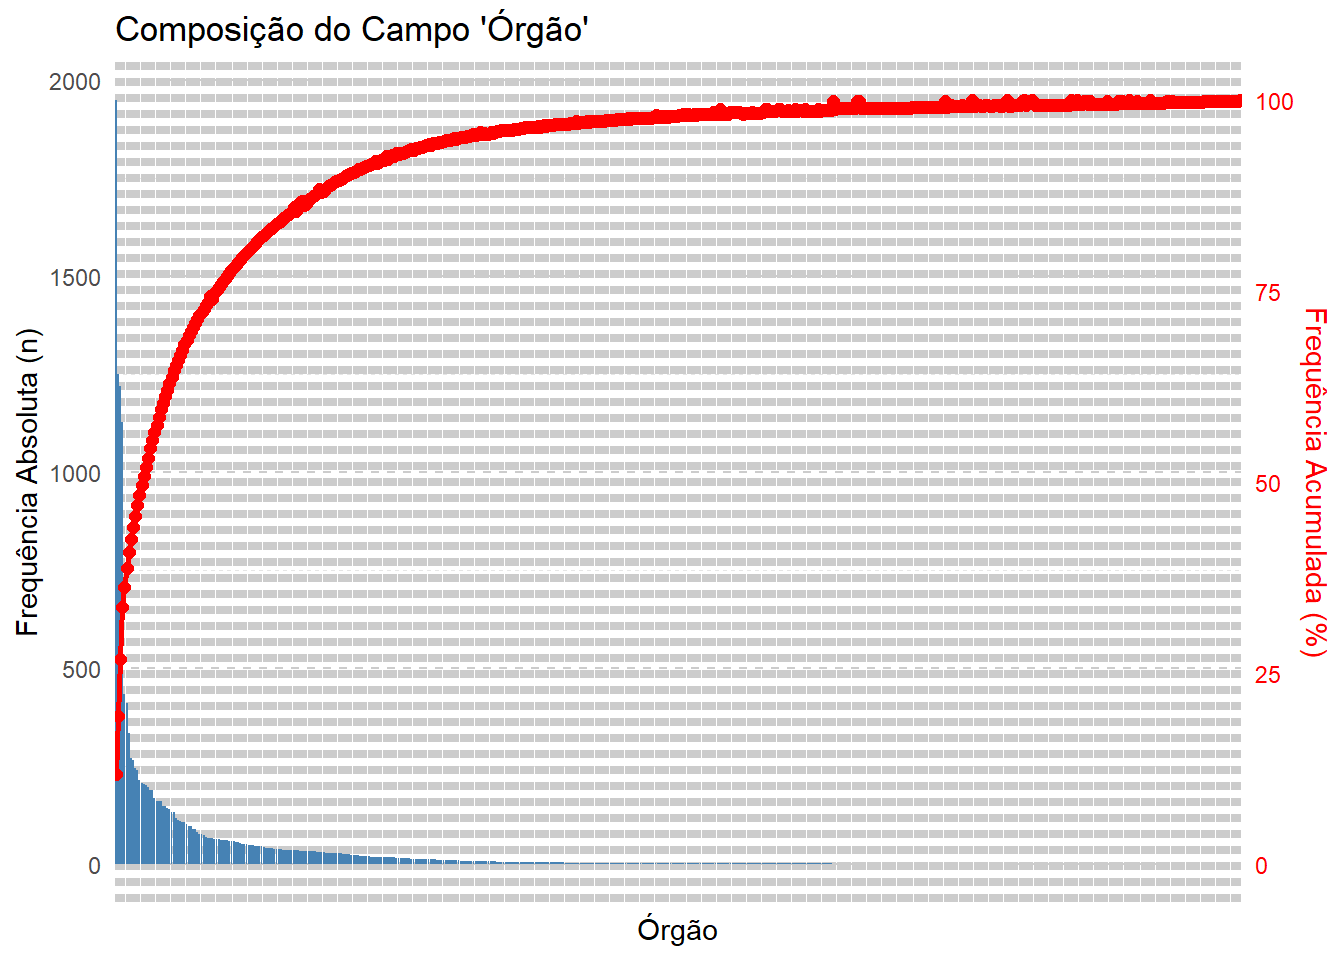 Composição do Campo 'Órgão'
Frequência Absoluta (n)
2000
1500
1000
500
0
100
75
50
25
0
Frequência Acumulada (%)
Órgão